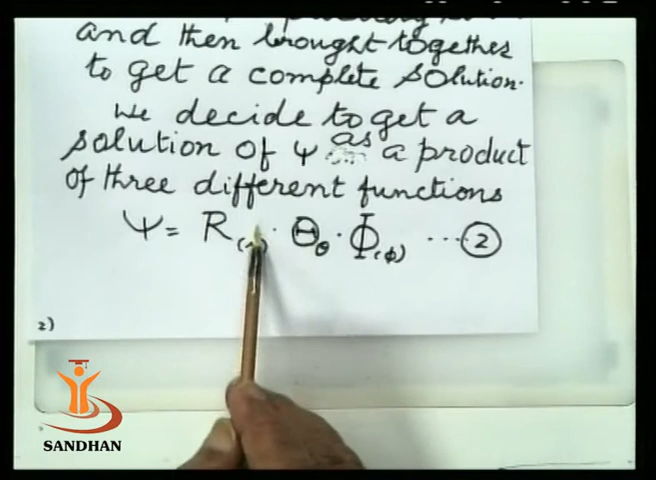 and then brought together
to get a complete solution.
We decide to get a
solution of Ψ as a product
of three different functions
Ψ = R(r) · Θθ · Φ(φ) ...②
2)
SANDHAN